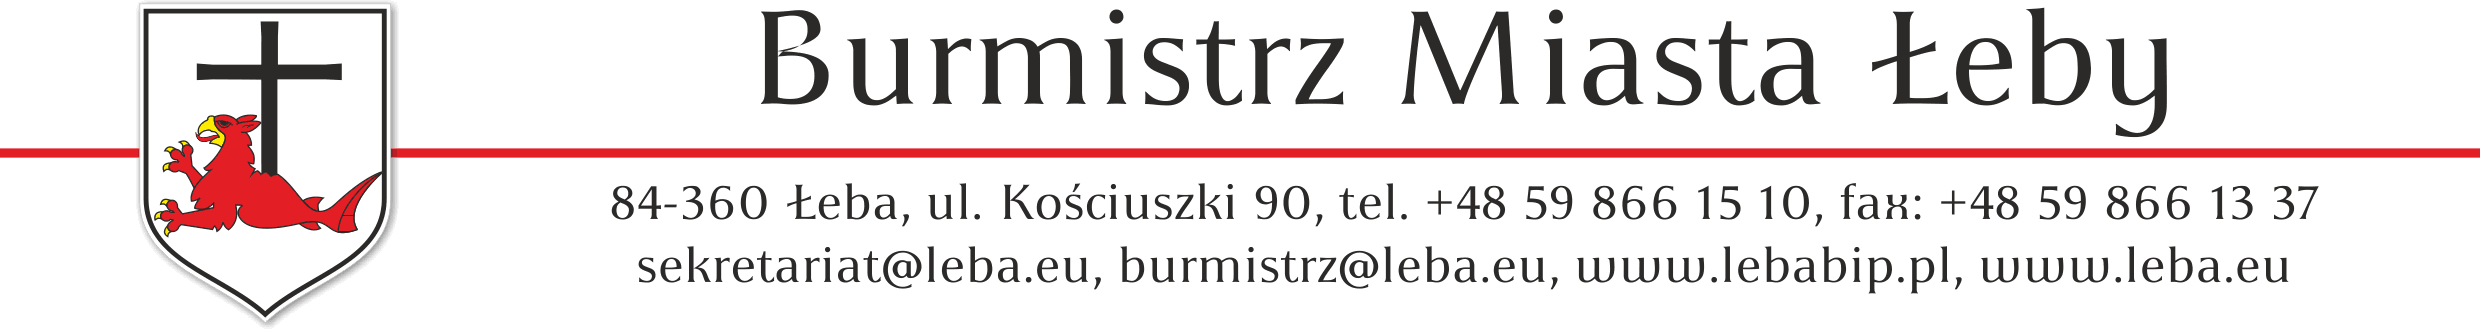 Burmistrz Miasta Łeby
84-360 Łeba, ul. Kościuszki 90, tel. +48 59 866 15 10, fax: +48 59 866 13 37
sekretariat@leba.eu, burmistrz@leba.eu, www.lebabip.pl, www.leba.eu